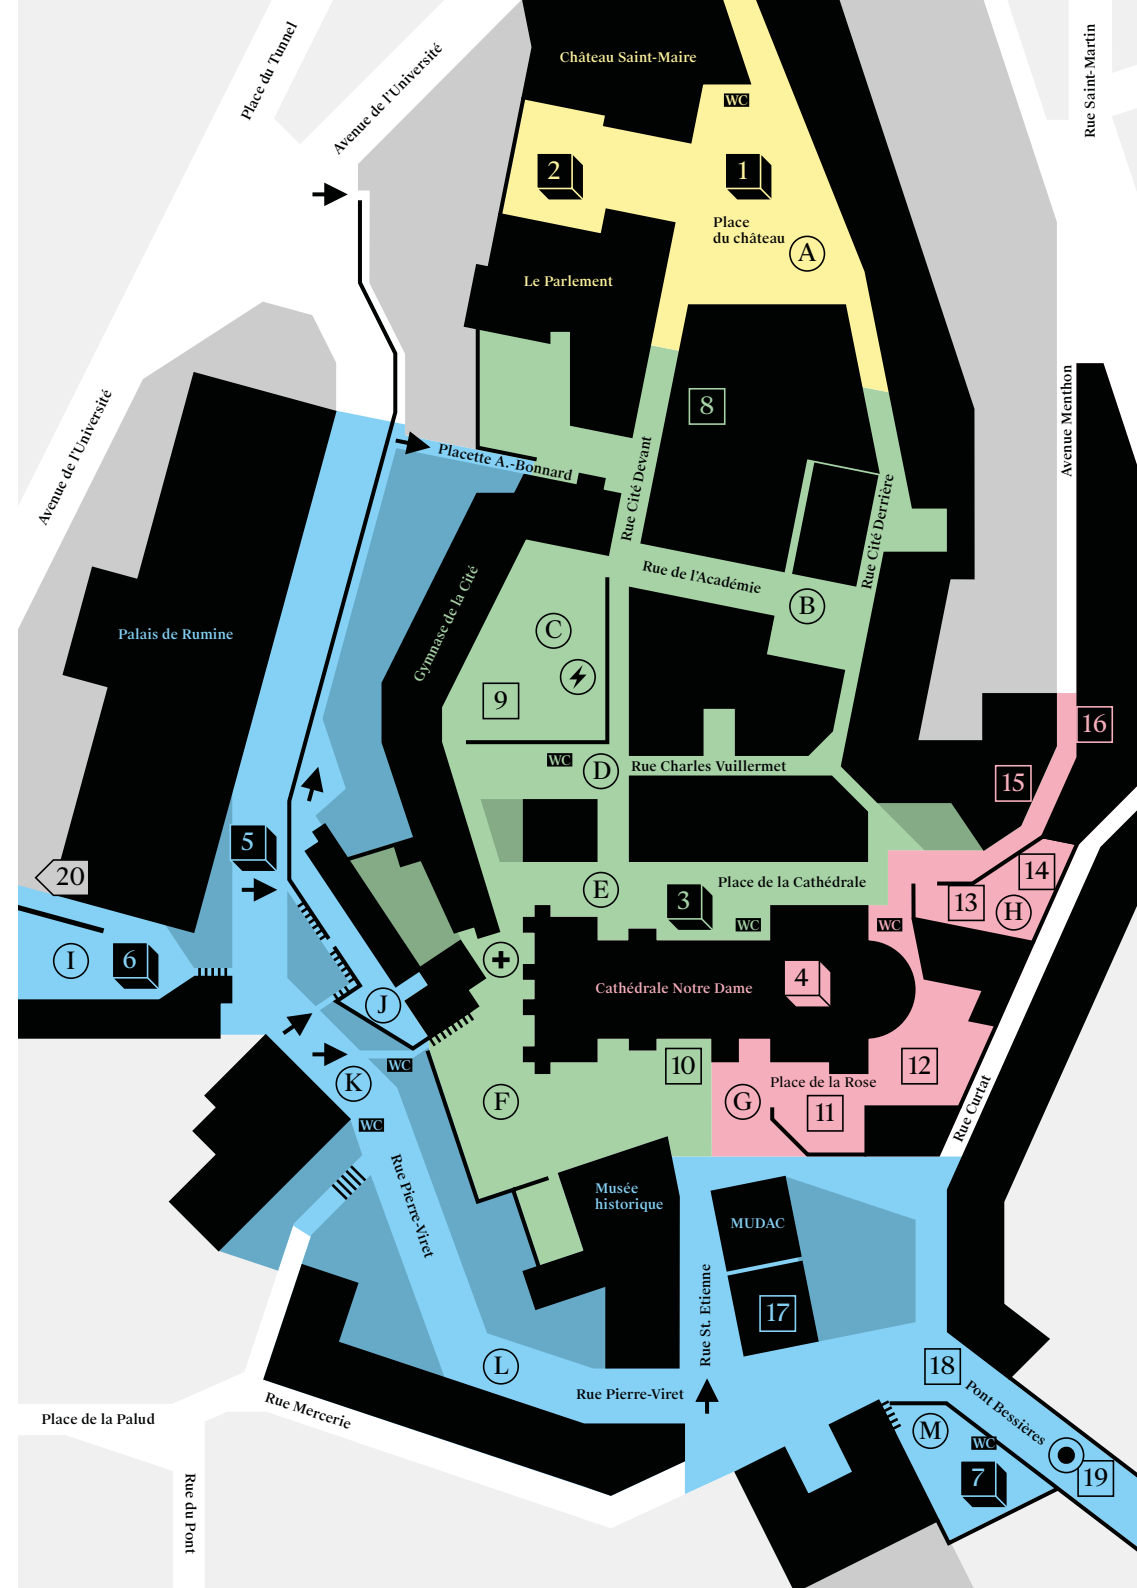 Place du Tunnel
Avenue de l'Université
Château Saint-Maire
Rue Saint-Martin
WC
2
1
Place
du château
A
Le Parlement
8
Avenue de l'Université
Avenue Menthon
Placette A.-Bonnard
Rue Cité Devant
Rue Cité Derrière
Rue de l'Académie
B
Gymnase de la Cité
C
Palais de Rumine
9
16
WC
D
Rue Charles Vuillermet
15
5
20
E
Place de la Cathédrale
14
3
13
H
WC
WC
I
6
Cathédrale Notre Dame
4
J
WC
K
10
12
F
G
Place de la Rose
11
WC
Rue Curtat
Rue Pierre-Viret
Musée
historique
MUDAC
17
Rue St. Etienne
L
18
Rue Pierre-Viret
Pont Bessières
Place de la Palud
Rue Mercerie
M
WC
7
19
Rue du Pont